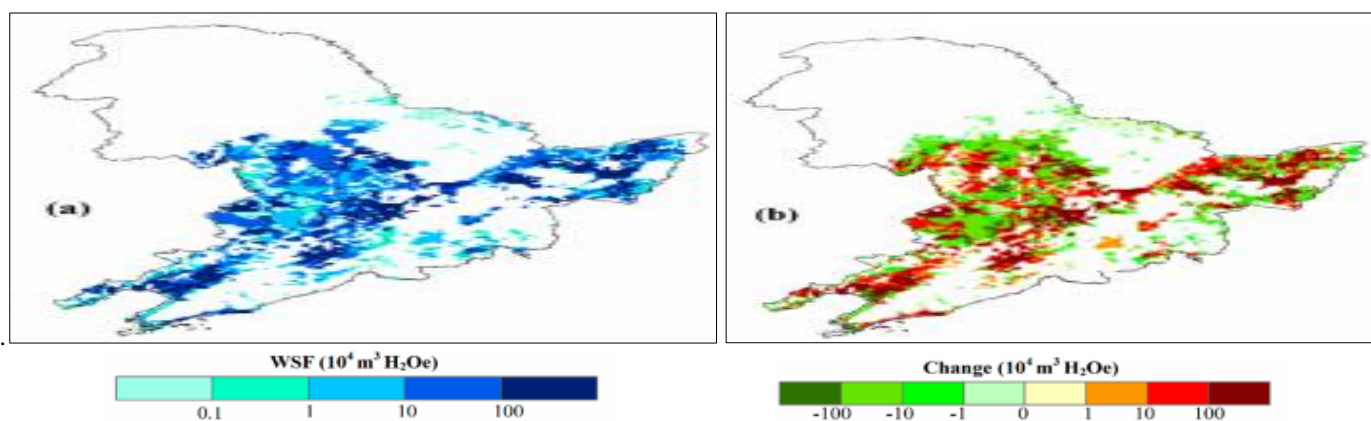 (a)
(b)
.
WSF (10⁴ m³ H₂Oe)
0.1 1 10 100
Change (10⁴ m³ H₂Oe)
-100 -10 -1 0 1 10 100